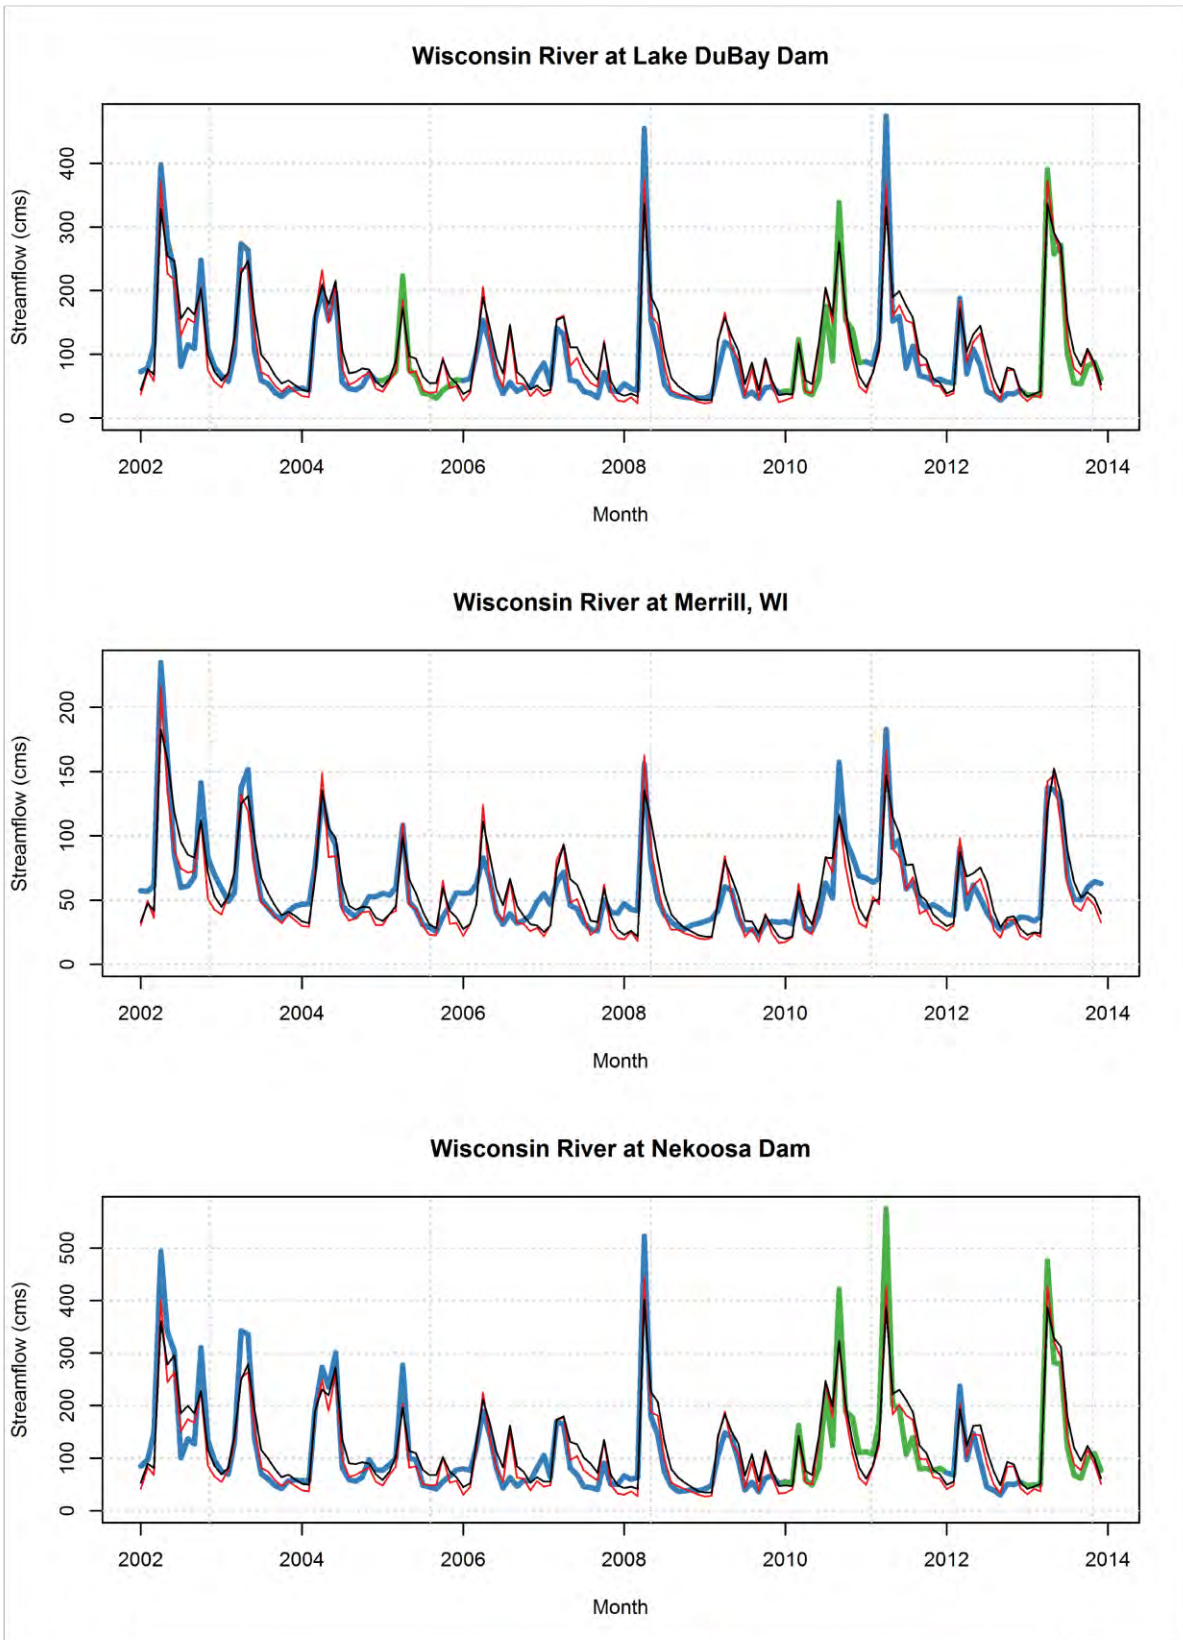 Wisconsin River at Lake DuBay Dam
Streamflow (cms)
400
300
200
100
0
2002 2004 2006 2008 2010 2012 2014
Month
Wisconsin River at Merrill, WI
Streamflow (cms)
200
150
100
50
0
2002 2004 2006 2008 2010 2012 2014
Month
Wisconsin River at Nekoosa Dam
Streamflow (cms)
500
400
300
200
100
0
2002 2004 2006 2008 2010 2012 2014
Month